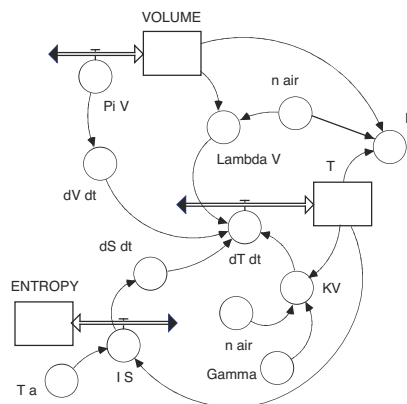 VOLUME
n air
Pi V
Lambda V
T
dV dt
dS dt
dT dt
ENTROPY
KV
n air
I S
Gamma
T a